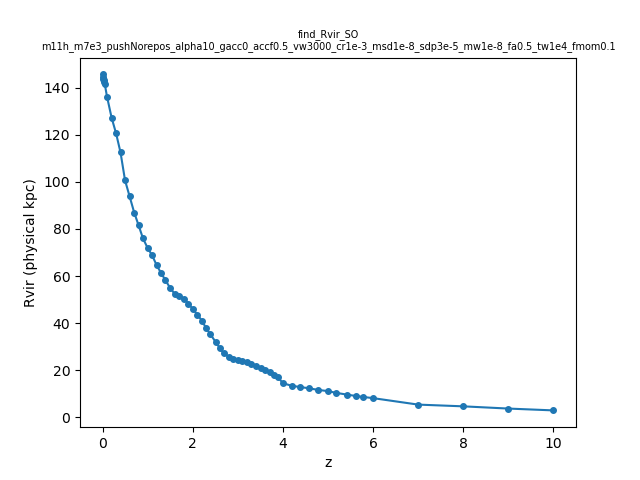 find_Rvir_SO
m11h_m7e3_pushNorepos_alpha10_gacc0_accf0.5_vw3000_cr1e-3_msd1e-8_sdp3e-5_mw1e-8_fa0.5_tw1e4_fmom0.1
140
120
100
80
60
40
20
0
Rvir (physical kpc)
0 2 4 6 8 10
z